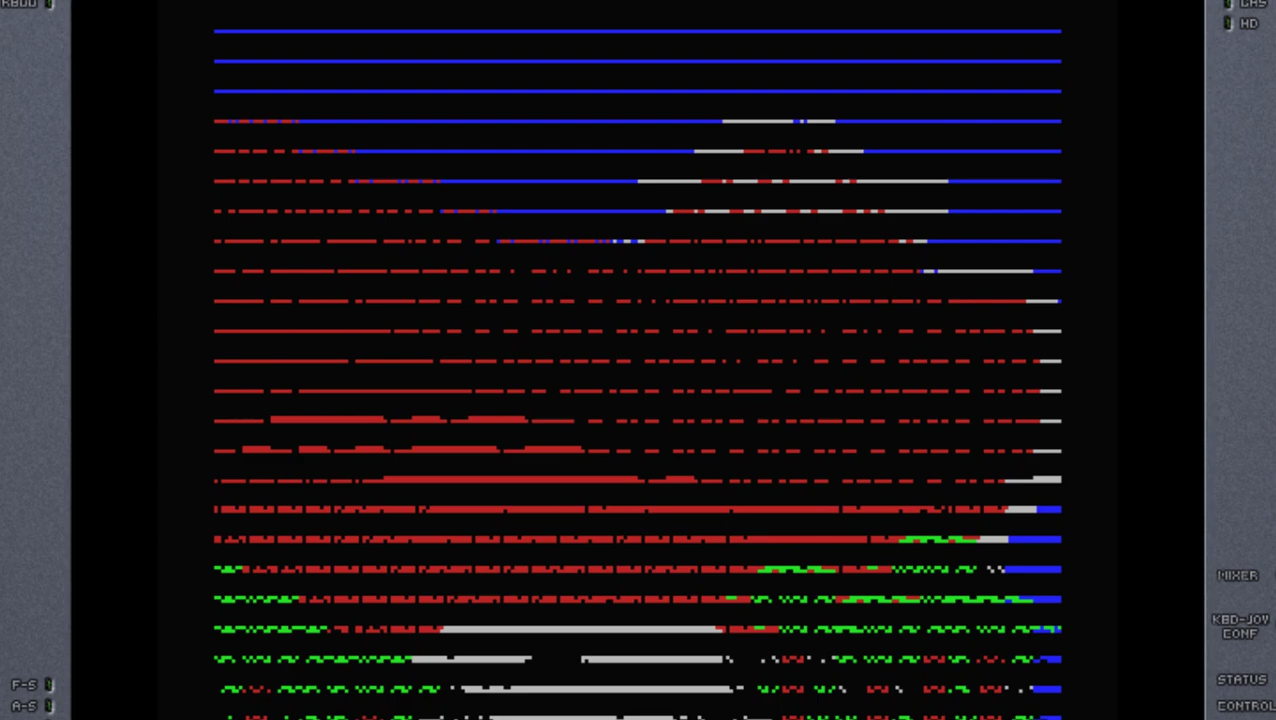 CAS
HD
MIXER
KBD-JOY
CONF
F-S
STATUS
A-S
CONTROL